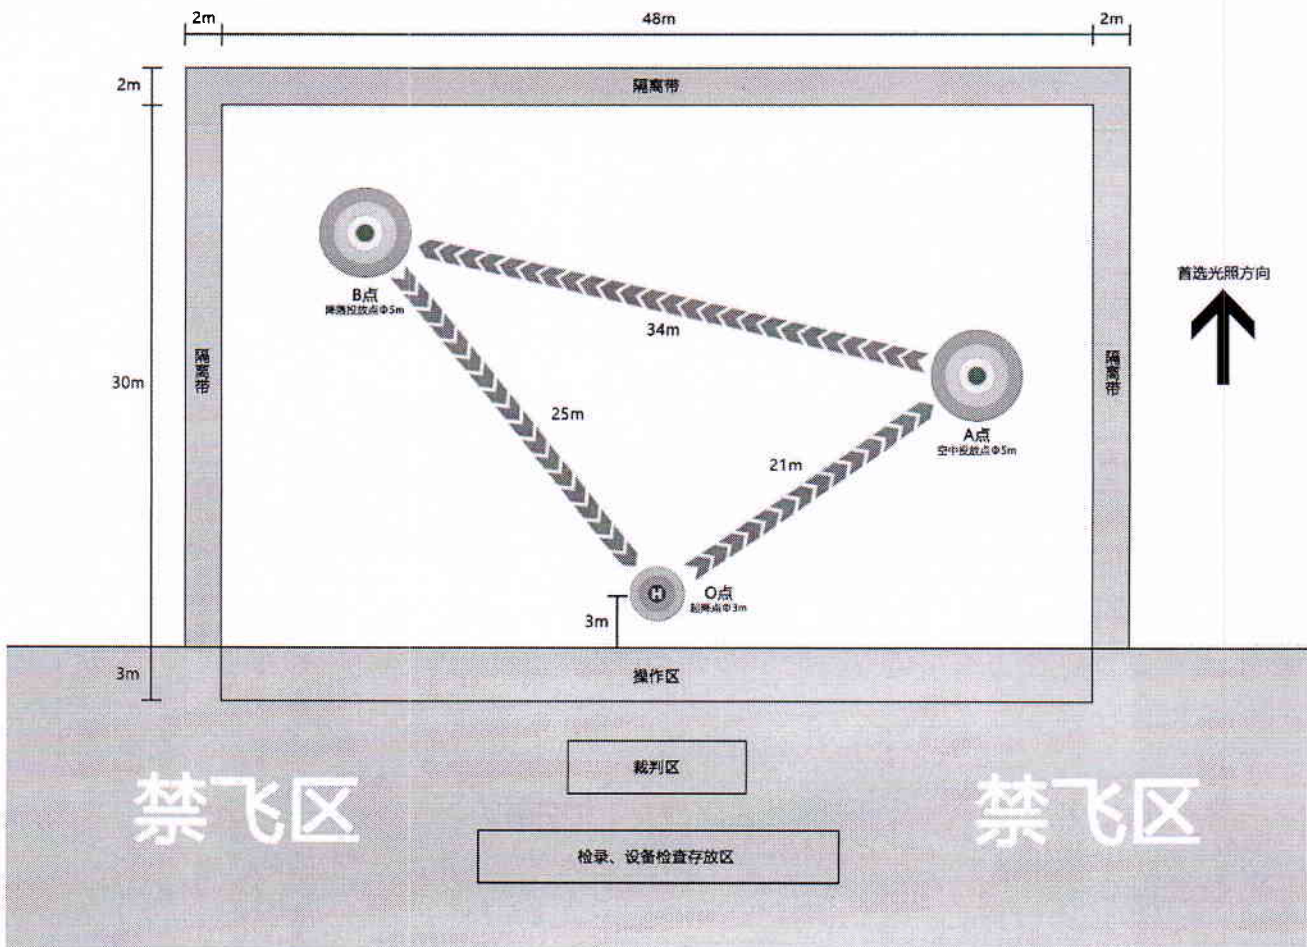 2m
48m
2m
2m
隔离带
B点
降落投放点Φ5m
34m
首选光照方向
隔离带
30m
隔离带
25m
A点
空中投放点Φ5m
21m
H
O点
起降点Φ3m
3m
3m
操作区
裁判区
禁飞区
禁飞区
检录、设备检查存放区